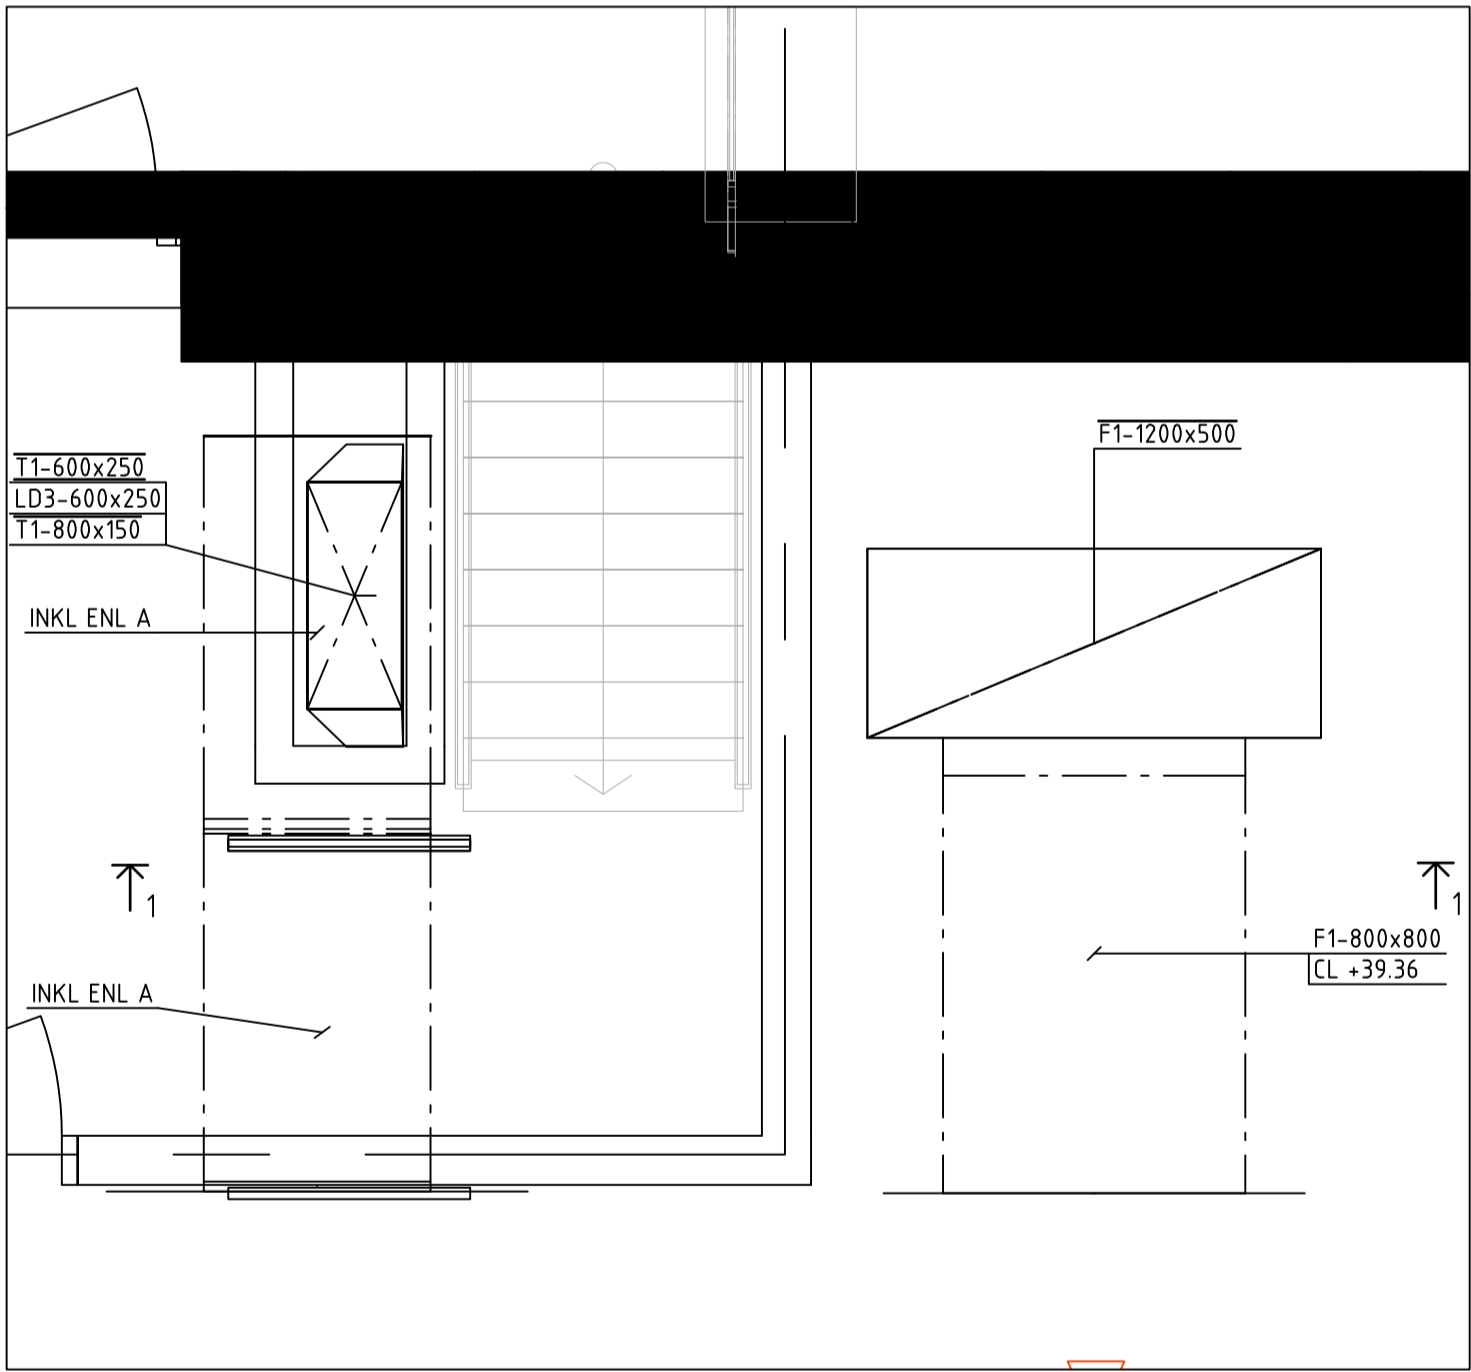 F1-1200x500
T1-600x250
LD3-600x250
T1-800x150
INKL ENL A
1
1
F1-800x800
CL +39.36
INKL ENL A